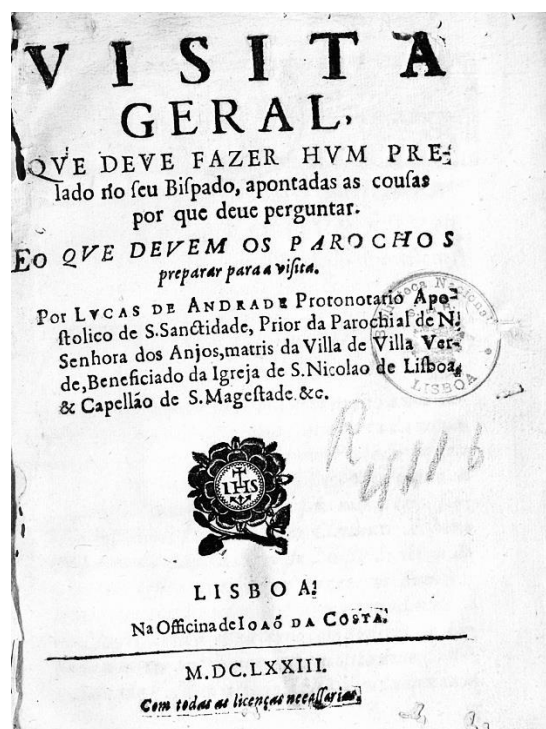 VISITA
GERAL,
QVE DEVE FAZER HVM PRE-
lado no ſeu Biſpado, apontadas as couſas
por que deue perguntar.
EO QVE DEVEM OS PAROCHOS
preparar para a viſita.
Por LVCAS DE ANDRADE Protonotario Apo-
ſtolico de S.Sanctidade, Prior da Parochial de N.
Senhora dos Anjos,matris da Villa de Villa Ver-
de,Beneficiado da Igreja de S.Nicolao de Lisboa,
& Capellão de S.Mageſtade.&c.
Biblioteca Nacional
LISBOA
IHS
LISBOA.
Na Officina de IOAÕ DA COSTA.
M.DC.LXXIII.
Com todas as licenças neceſſarias.